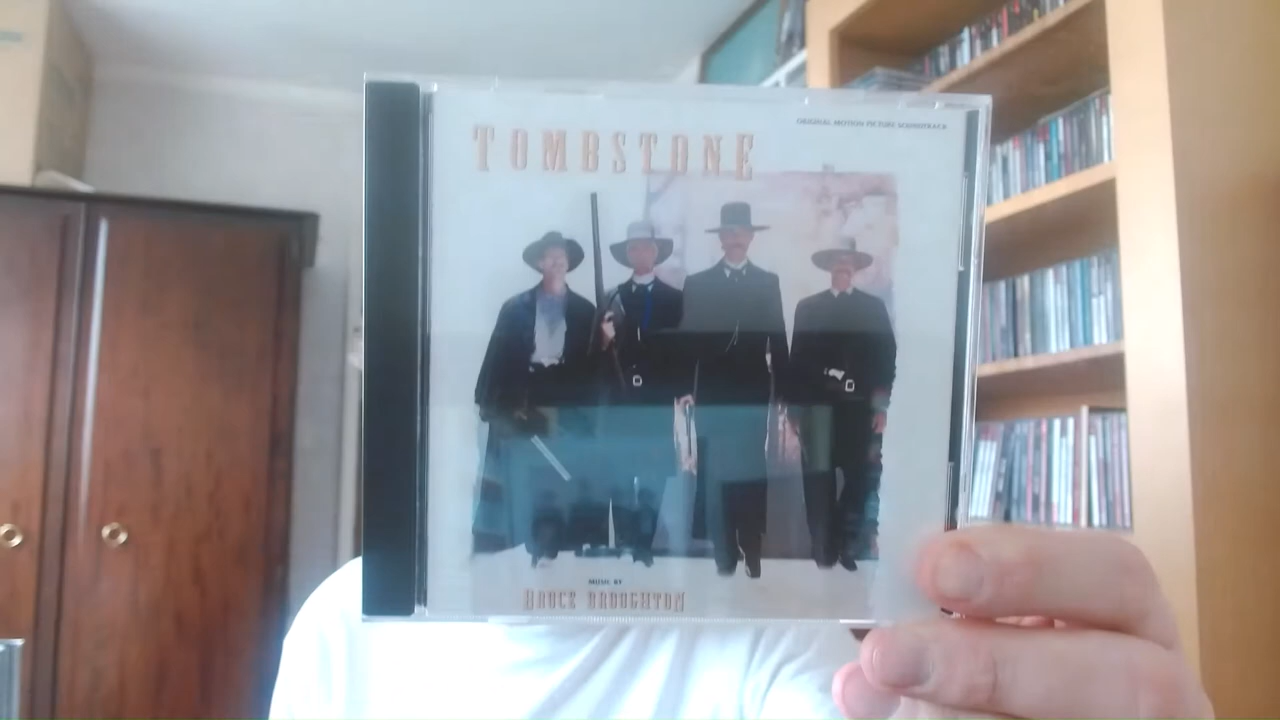 ORIGINAL MOTION PICTURE SOUNDTRACK
TOMBSTONE
MUSIC BY
BRUCE BROUGHTON